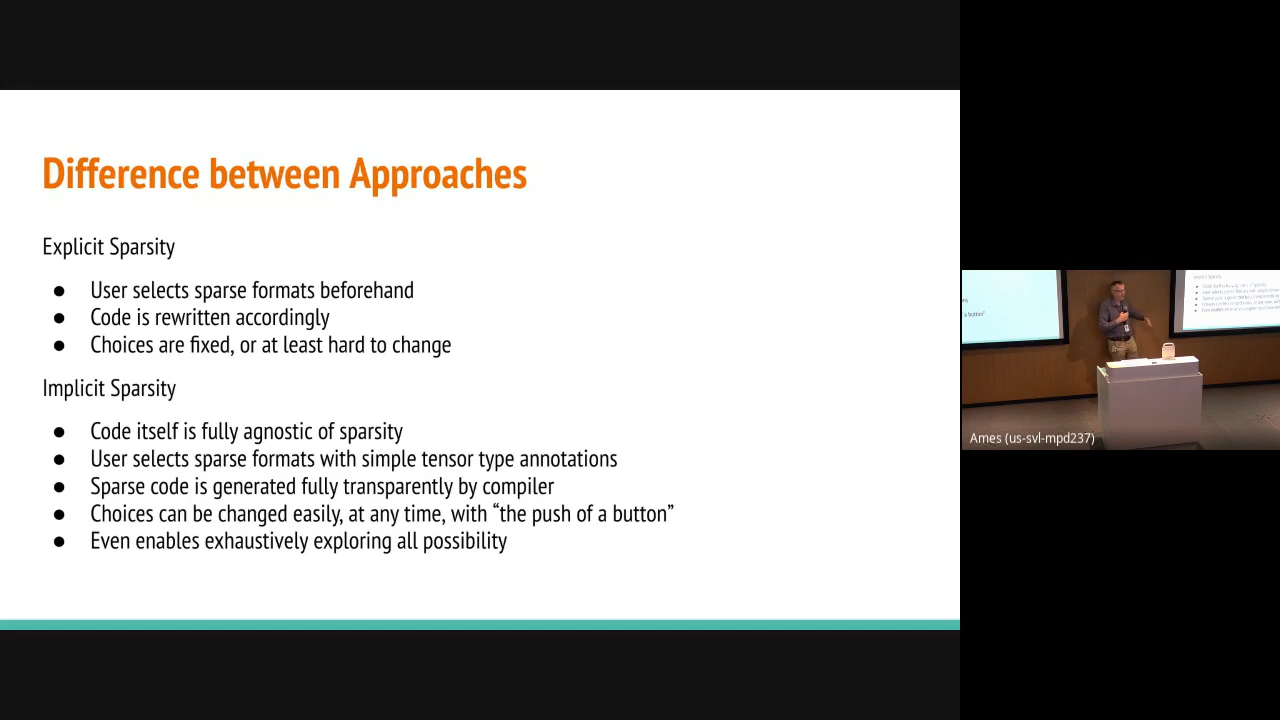 Difference between Approaches
Explicit Sparsity
● User selects sparse formats beforehand
● Code is rewritten accordingly
● Choices are fixed, or at least hard to change
Implicit Sparsity
● Code itself is fully agnostic of sparsity
● User selects sparse formats with simple tensor type annotations
● Sparse code is generated fully transparently by compiler
● Choices can be changed easily, at any time, with “the push of a button”
● Even enables exhaustively exploring all possibility
Ames (us-svl-mpd237)